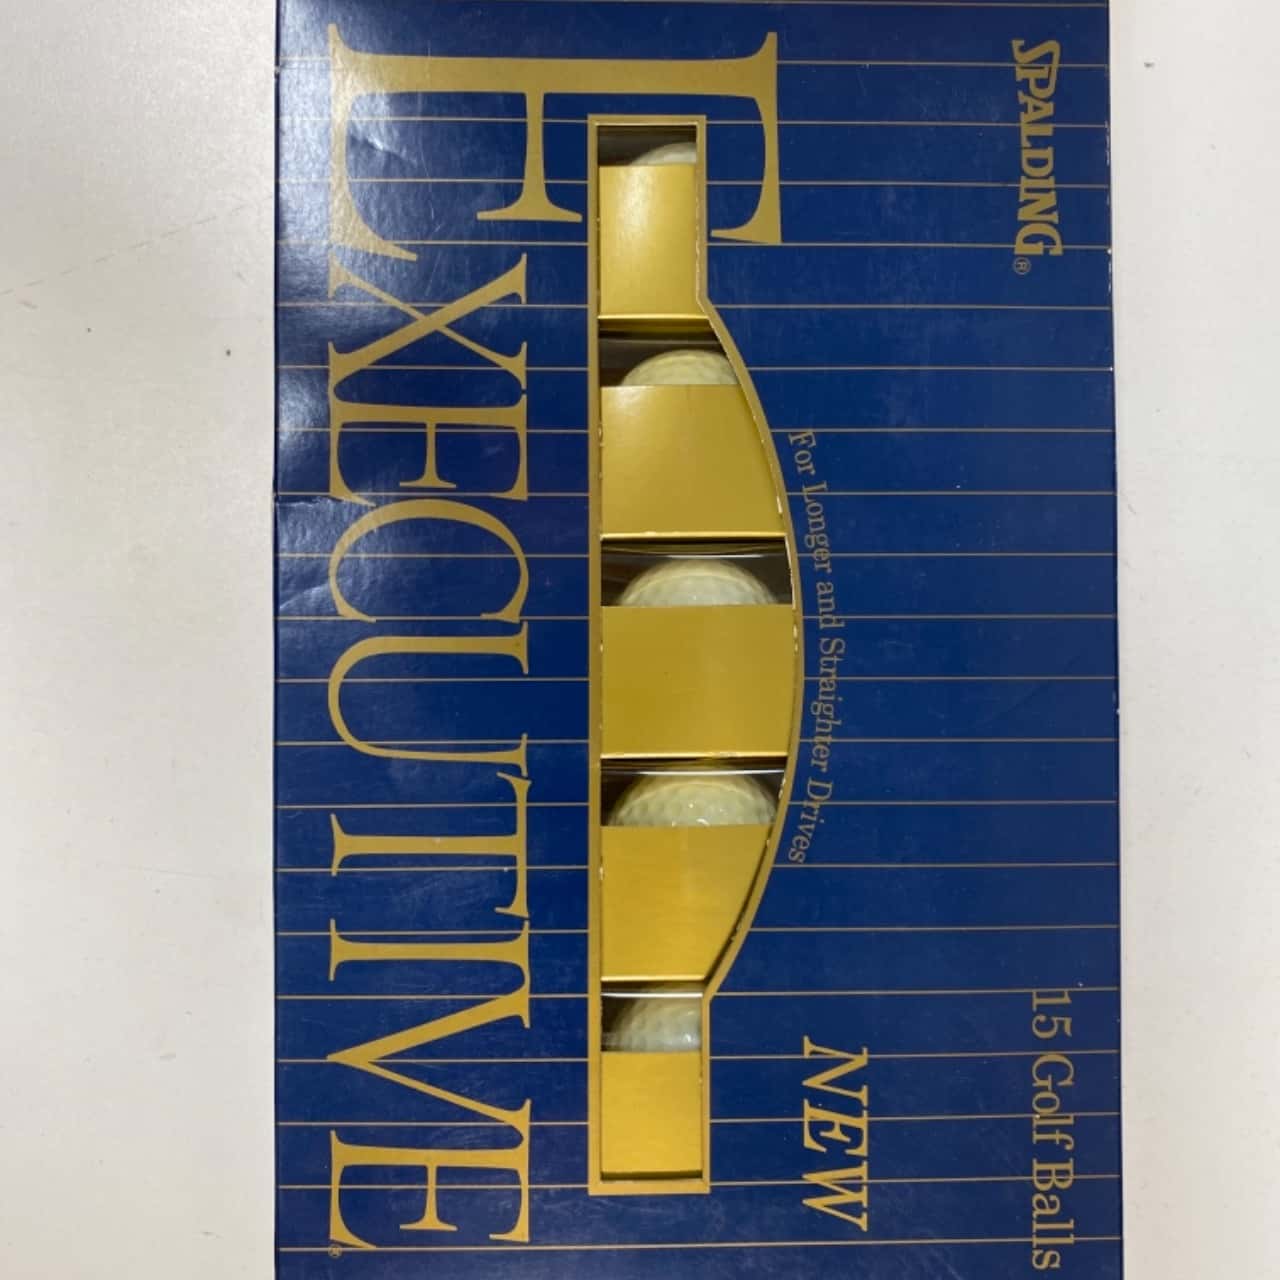 SPALDING®
15 Golf Balls
NEW
For Longer and Straighter Drives
EXECUTIVE®